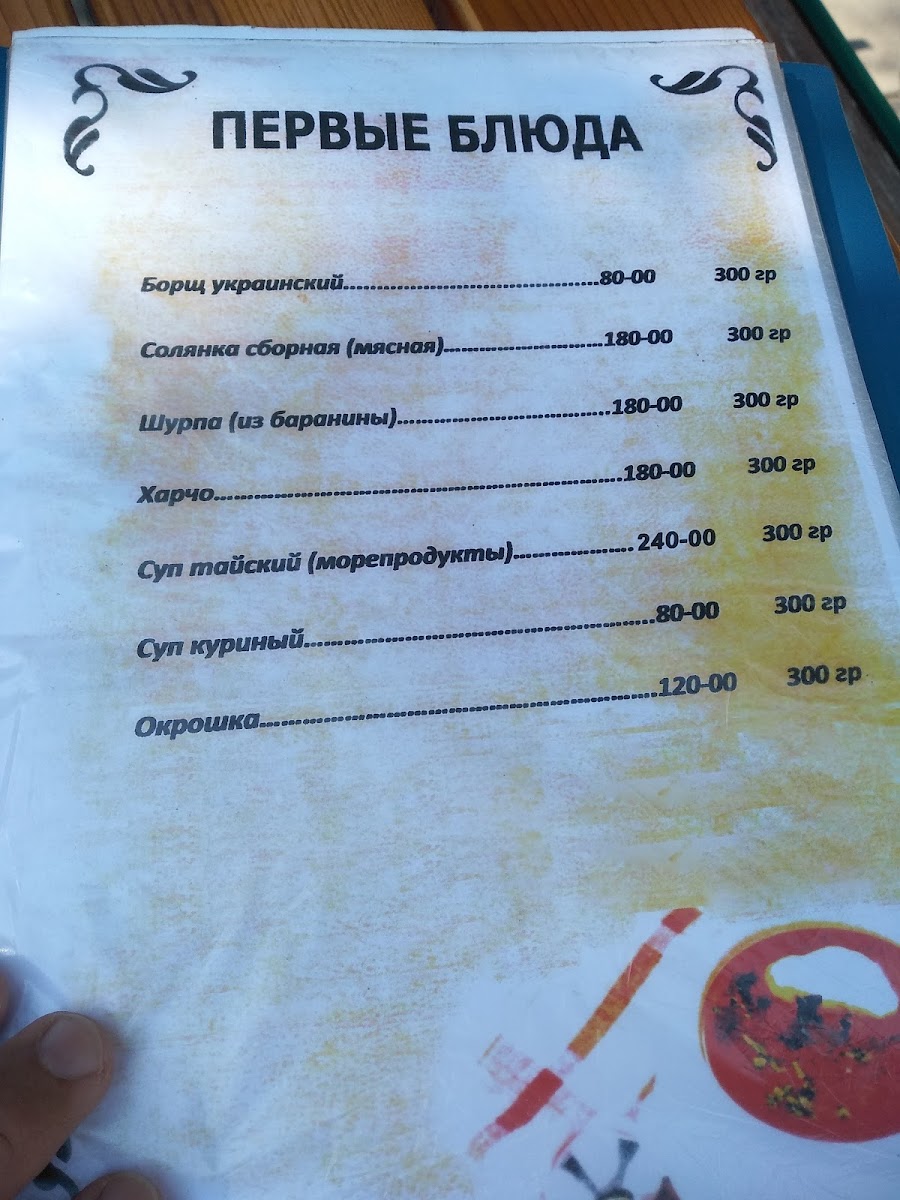 ПЕРВЫЕ БЛЮДА
Борщ украинский......................................80-00 300 гр
Солянка сборная (мясная)...........................180-00 300 гр
Шурпа (из баранины)....................................180-00 300 гр
Харчо...............................................................180-00 300 гр
Суп тайский (морепродукты)................... 240-00 300 гр
Суп куриный.....................................................80-00 300 гр
Окрошка............................................................120-00 300 гр